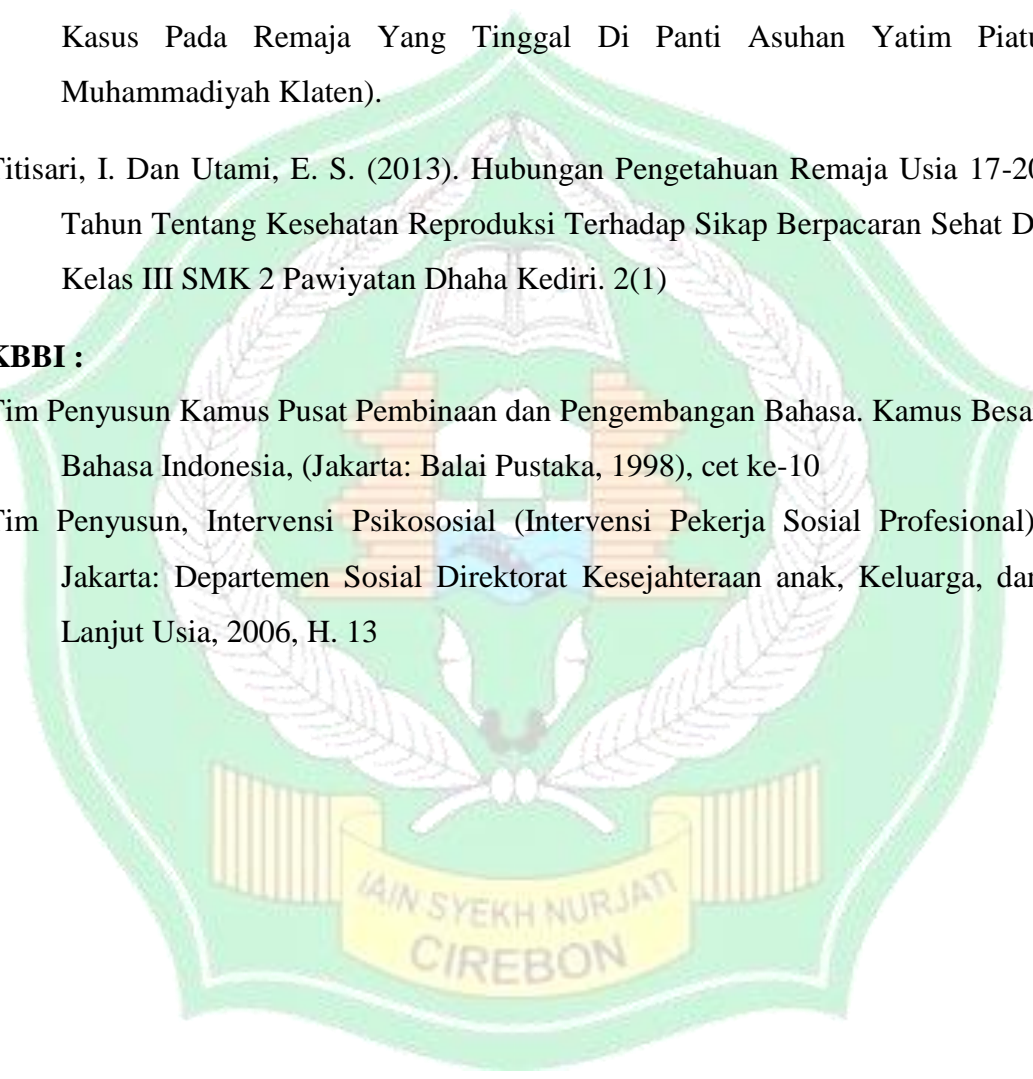 Kasus Pada Remaja Yang Tinggal Di Panti Asuhan Yatim Piatu
Muhammadiyah Klaten).
Titisari, I. Dan Utami, E. S. (2013). Hubungan Pengetahuan Remaja Usia 17-20
Tahun Tentang Kesehatan Reproduksi Terhadap Sikap Berpacaran Sehat D
Kelas III SMK 2 Pawiyatan Dhaha Kediri. 2(1)
KBBI :
Tim Penyusun Kamus Pusat Pembinaan dan Pengembangan Bahasa. Kamus Besa
Bahasa Indonesia, (Jakarta: Balai Pustaka, 1998), cet ke-10
Tim Penyusun, Intervensi Psikososial (Intervensi Pekerja Sosial Profesional)
Jakarta: Departemen Sosial Direktorat Kesejahteraan anak, Keluarga, dan
Lanjut Usia, 2006, H. 13
IAIN SYEKH NURJATI
CIREBON